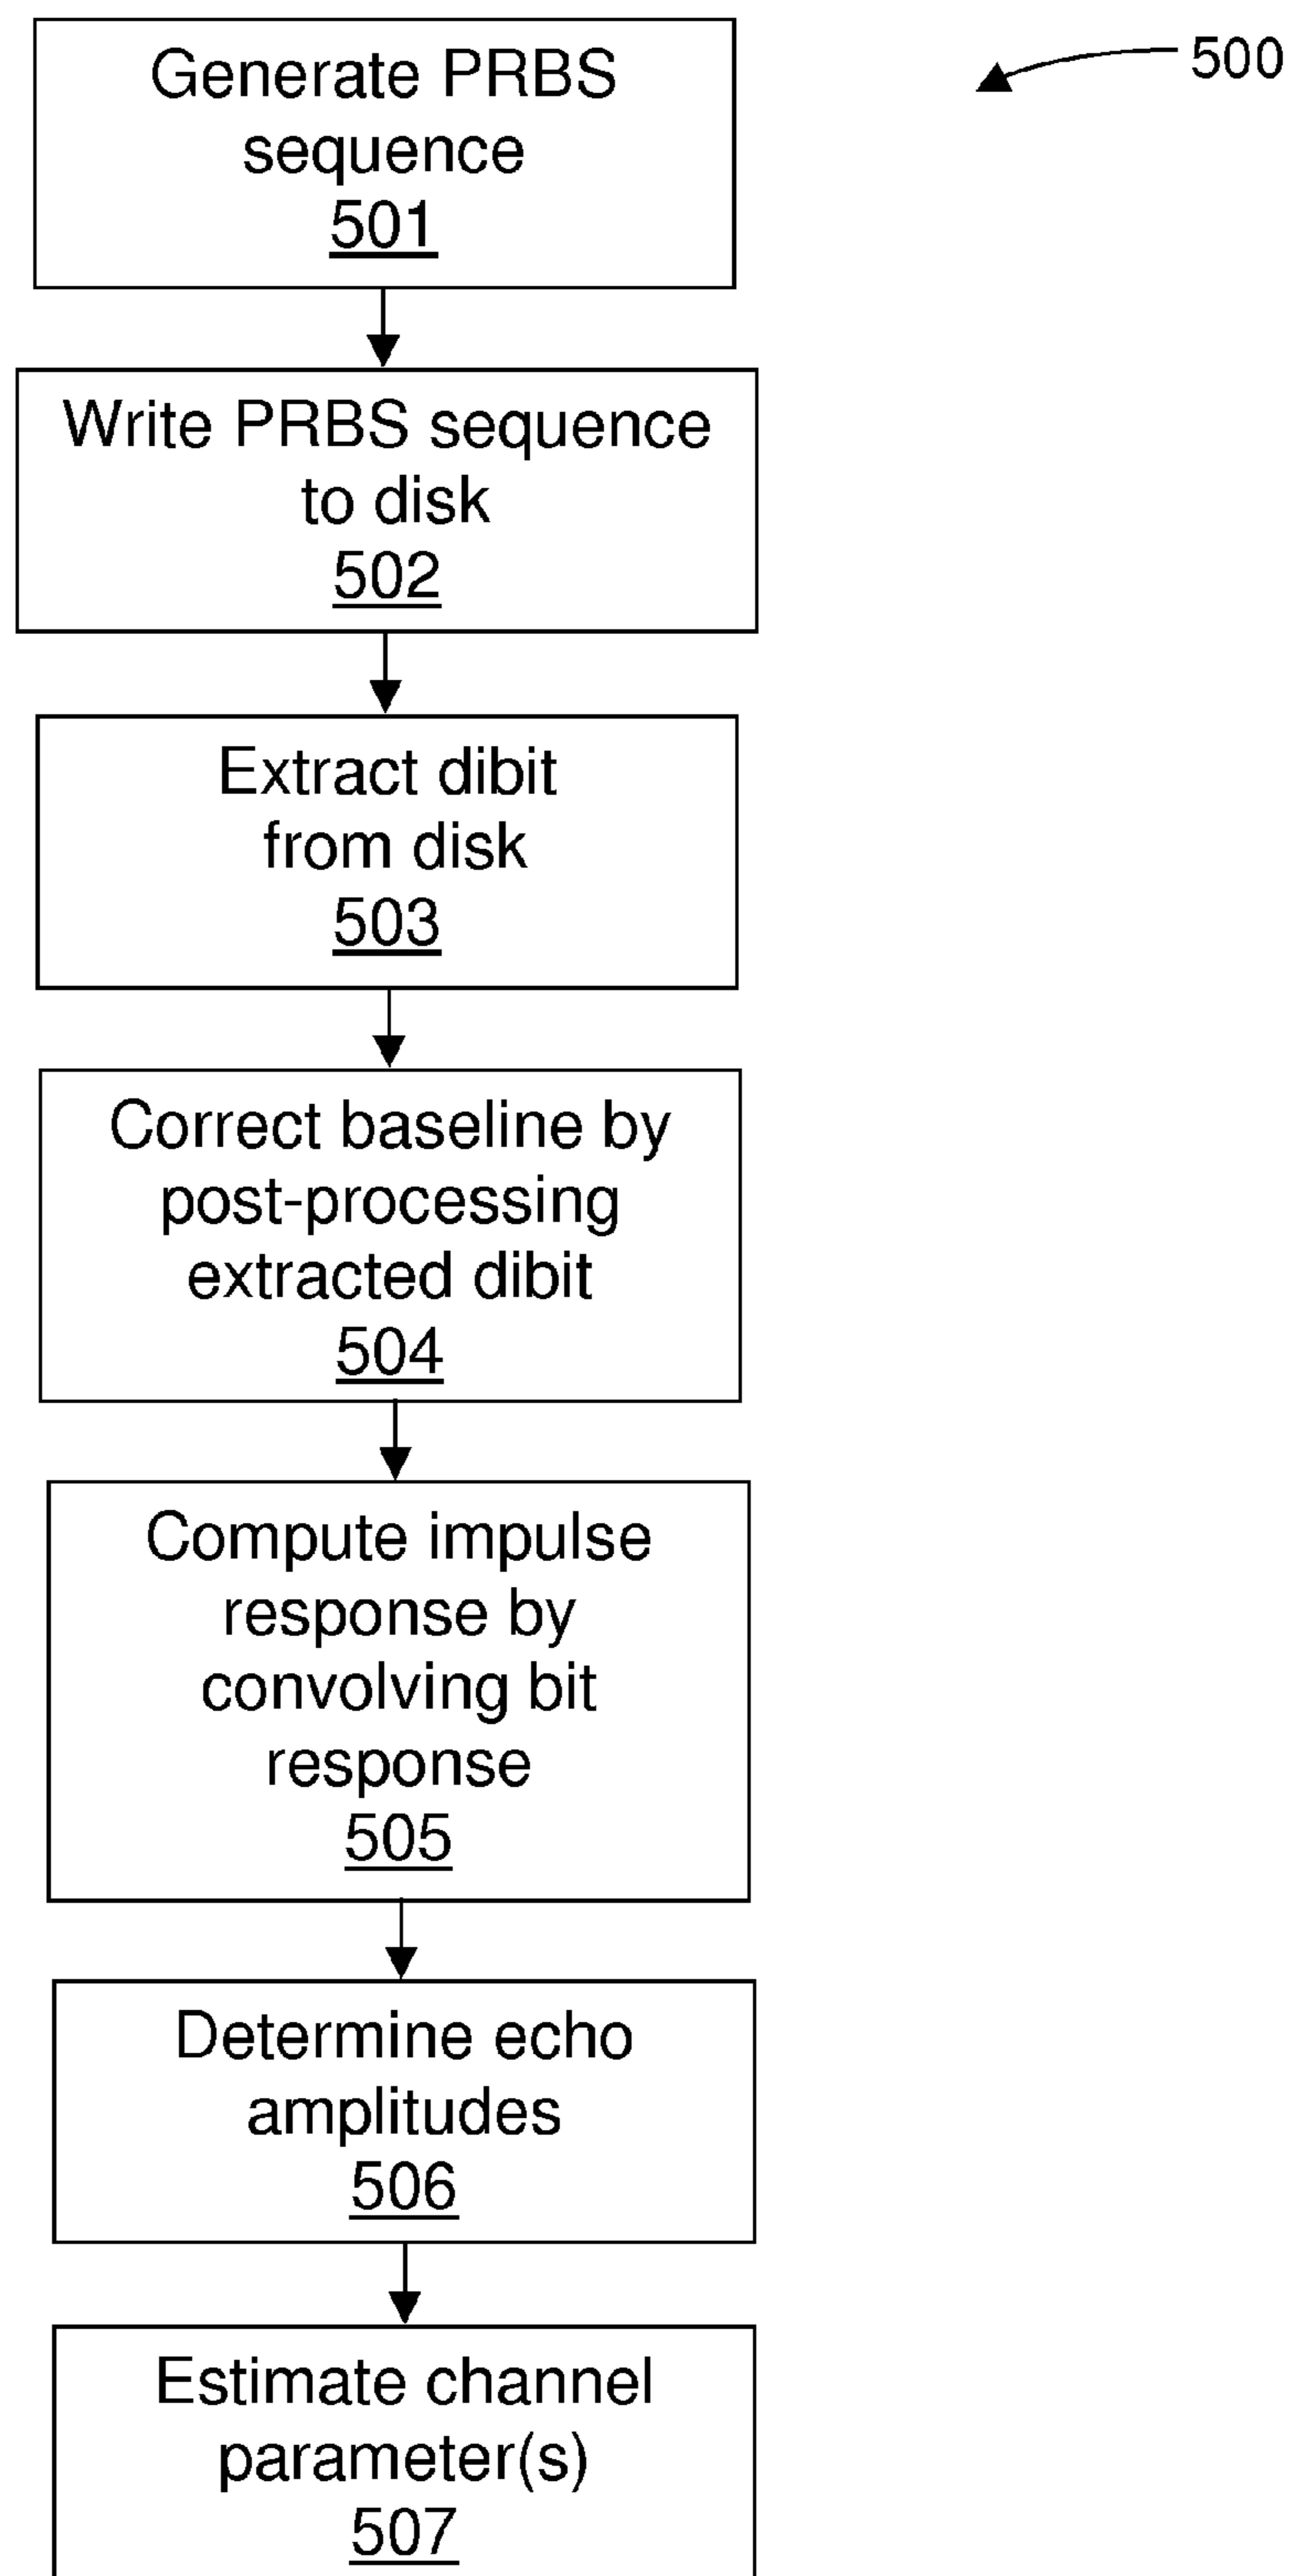 500
Generate PRBS
sequence
501
Write PRBS sequence
to disk
502
Extract dibit
from disk
503
Correct baseline by
post-processing
extracted dibit
504
Compute impulse
response by
convolving bit
response
505
Determine echo
amplitudes
506
Estimate channel
parameter(s)
507